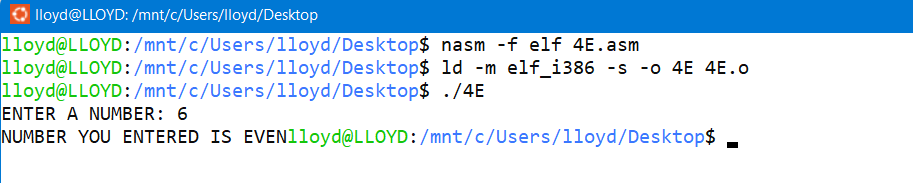 lloyd@LLOYD: /mnt/c/Users/lloyd/Desktop
lloyd@LLOYD:/mnt/c/Users/lloyd/Desktop$ nasm -f elf 4E.asm
lloyd@LLOYD:/mnt/c/Users/lloyd/Desktop$ ld -m elf_i386 -s -o 4E 4E.o
lloyd@LLOYD:/mnt/c/Users/lloyd/Desktop$ ./4E
ENTER A NUMBER: 6
NUMBER YOU ENTERED IS EVENlloyd@LLOYD:/mnt/c/Users/lloyd/Desktop$